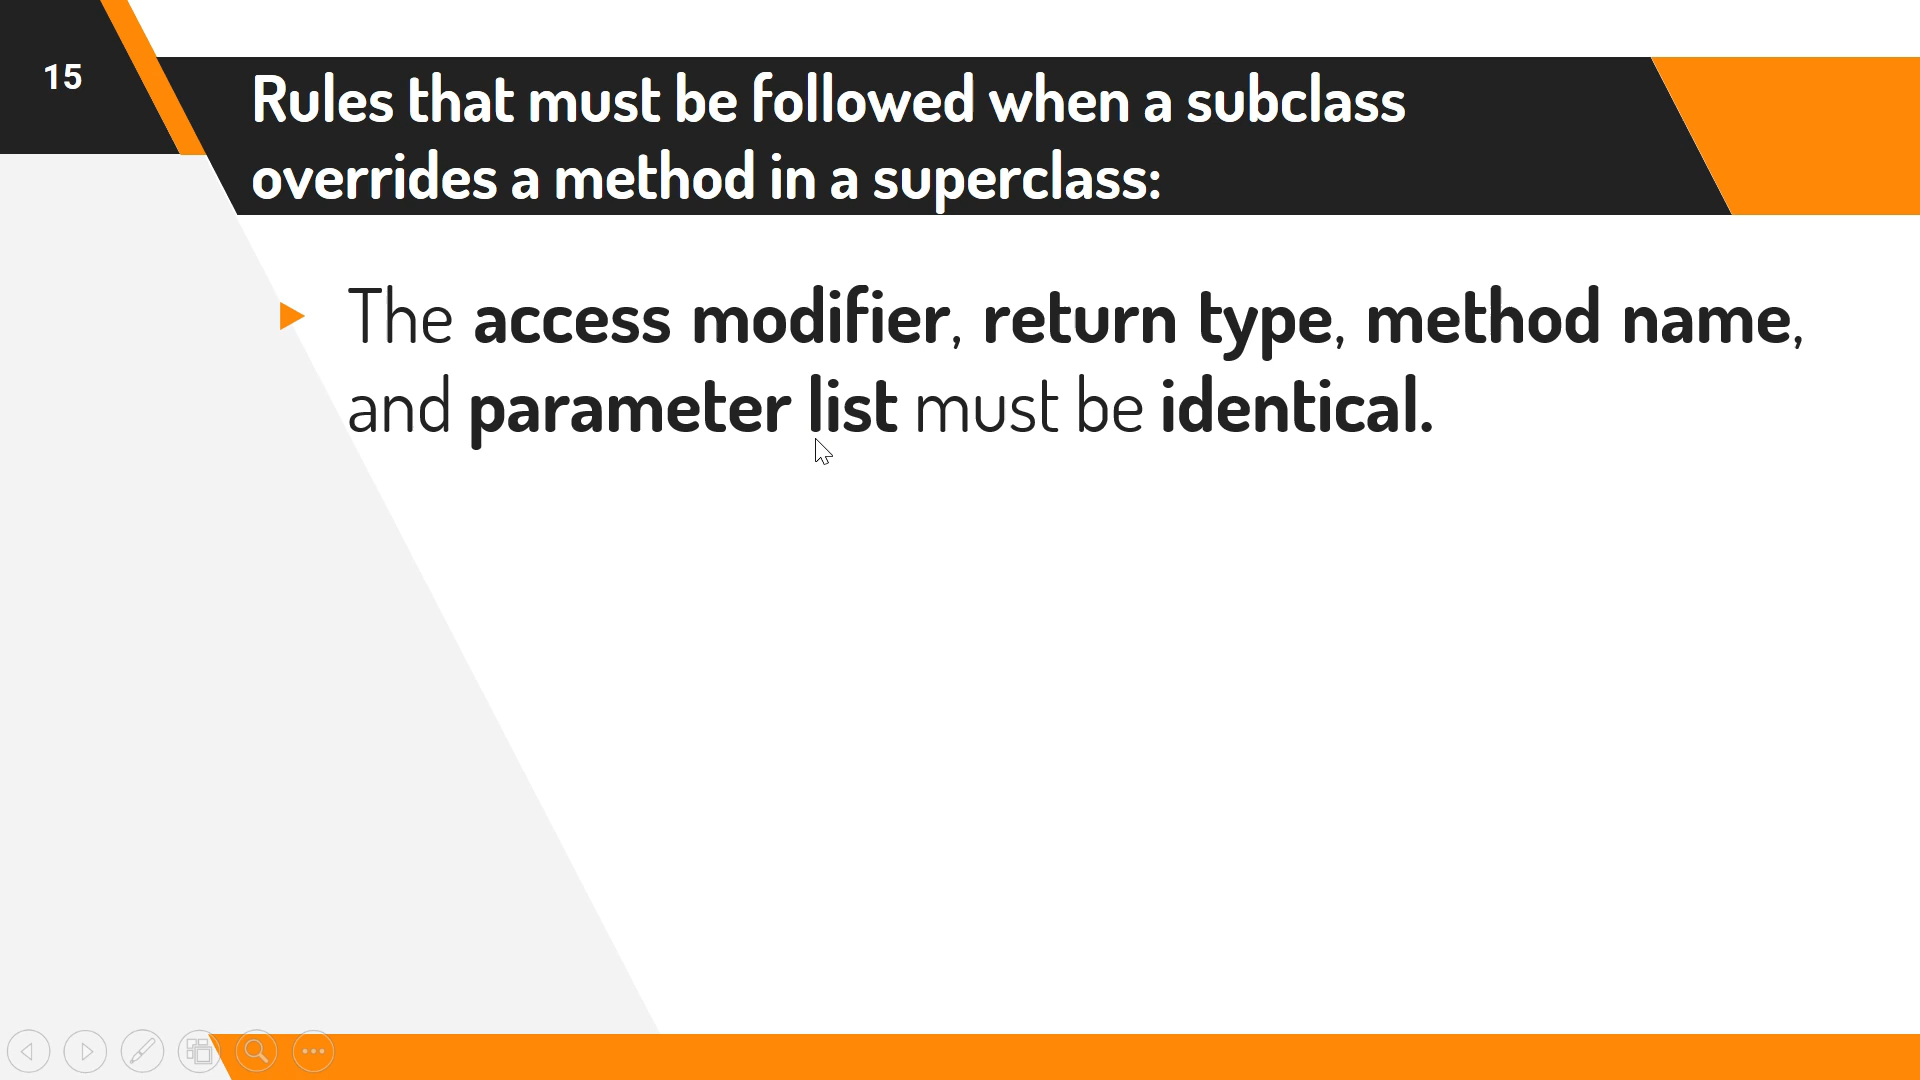 15
Rules that must be followed when a subclass
overrides a method in a superclass:
The access modifier, return type, method name,
and parameter list must be identical.